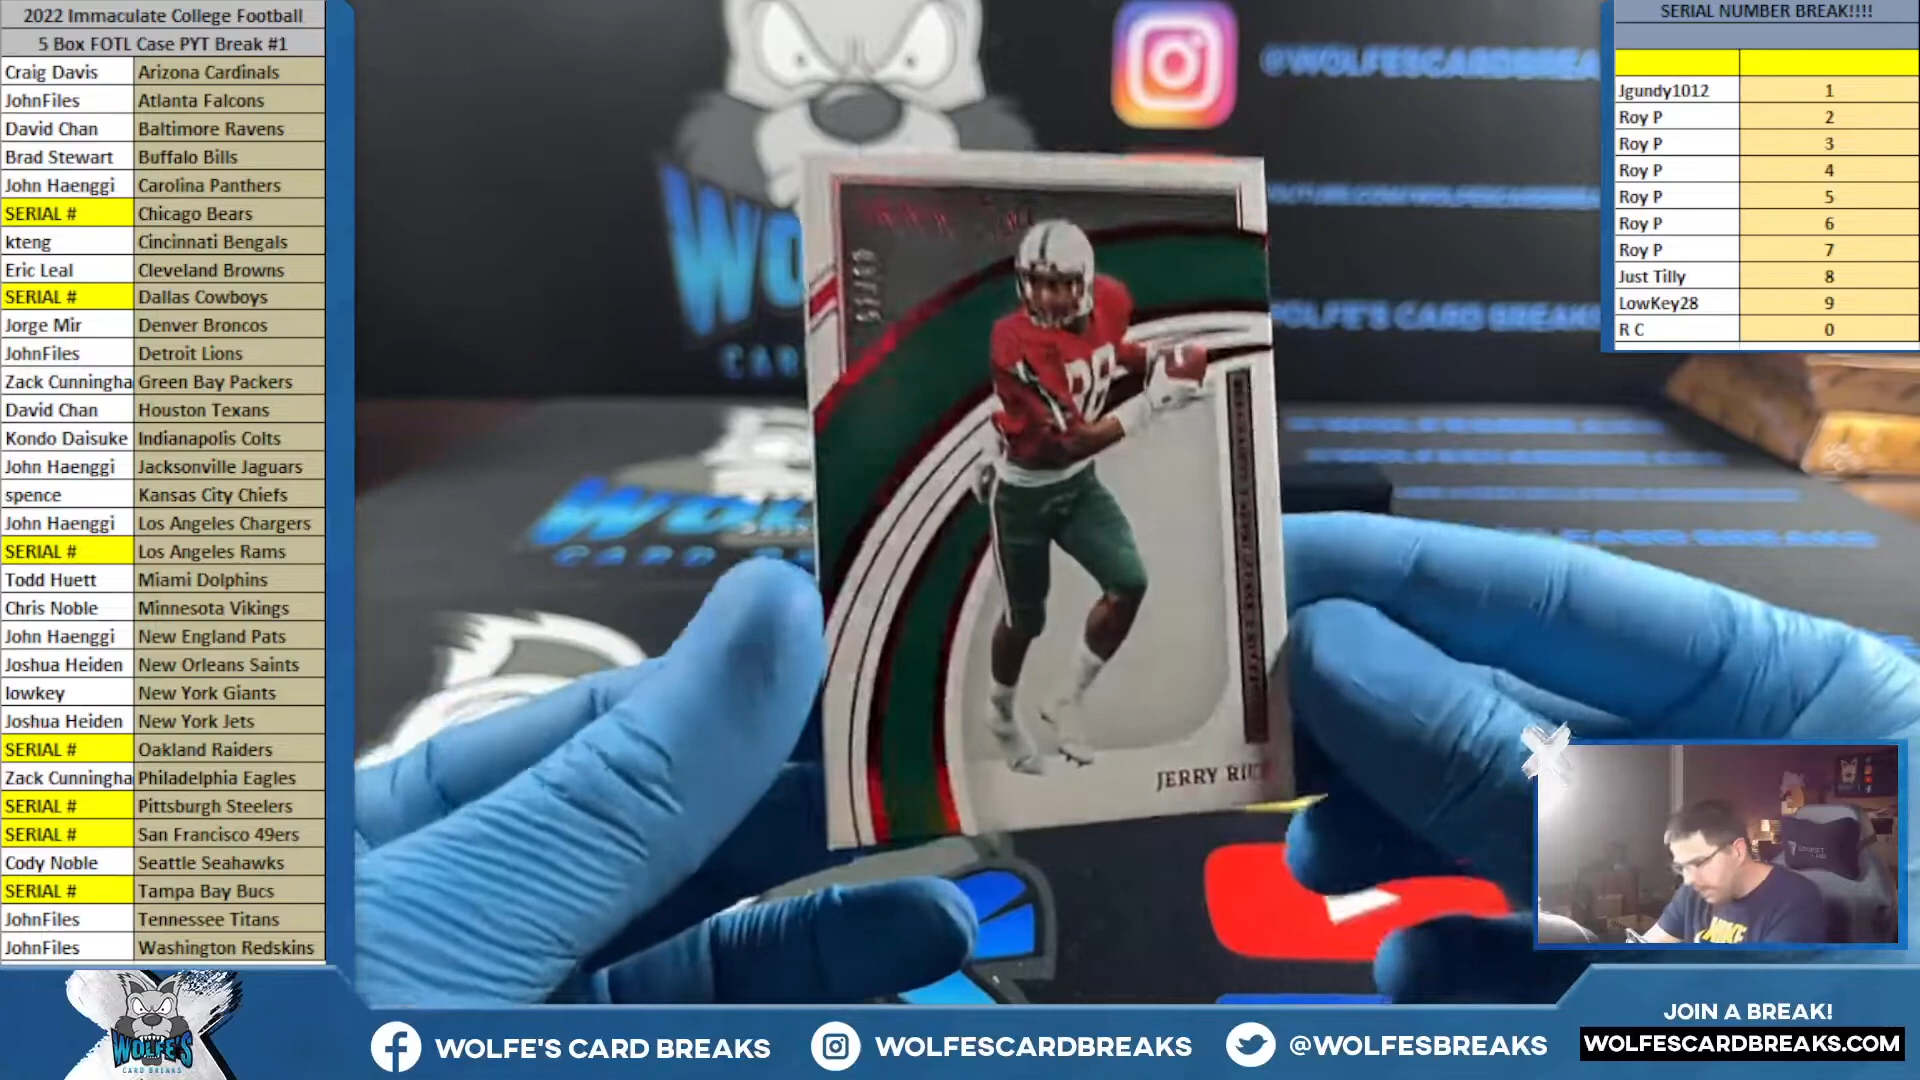 2022 Immaculate College Football
5 Box FOTL Case PYT Break #1
Craig Davis Arizona Cardinals
JohnFiles Atlanta Falcons
David Chan Baltimore Ravens
Brad Stewart Buffalo Bills
John Haenggi Carolina Panthers
SERIAL # Chicago Bears
kteng Cincinnati Bengals
Eric Leal Cleveland Browns
SERIAL # Dallas Cowboys
Jorge Mir Denver Broncos
JohnFiles Detroit Lions
Zack Cunningha Green Bay Packers
David Chan Houston Texans
Kondo Daisuke Indianapolis Colts
John Haenggi Jacksonville Jaguars
spence Kansas City Chiefs
John Haenggi Los Angeles Chargers
SERIAL # Los Angeles Rams
Todd Huett Miami Dolphins
Chris Noble Minnesota Vikings
John Haenggi New England Pats
Joshua Heiden New Orleans Saints
lowkey New York Giants
Joshua Heiden New York Jets
SERIAL # Oakland Raiders
Zack Cunningha Philadelphia Eagles
SERIAL # Pittsburgh Steelers
SERIAL # San Francisco 49ers
Cody Noble Seattle Seahawks
SERIAL # Tampa Bay Bucs
JohnFiles Tennessee Titans
JohnFiles Washington Redskins
@WOLFESCARDBREA
WOLFE'S CARD BREAKS
JERRY RICE
SERIAL NUMBER BREAK!!!!
Jgundy1012 1
Roy P 2
Roy P 3
Roy P 4
Roy P 5
Roy P 6
Roy P 7
Just Tilly 8
LowKey28 9
R C 0
WOLFE'S
CARD BREAKS
WOLFE'S CARD BREAKS
WOLFESCARDBREAKS
@WOLFESBREAKS
JOIN A BREAK!
WOLFESCARDBREAKS.COM